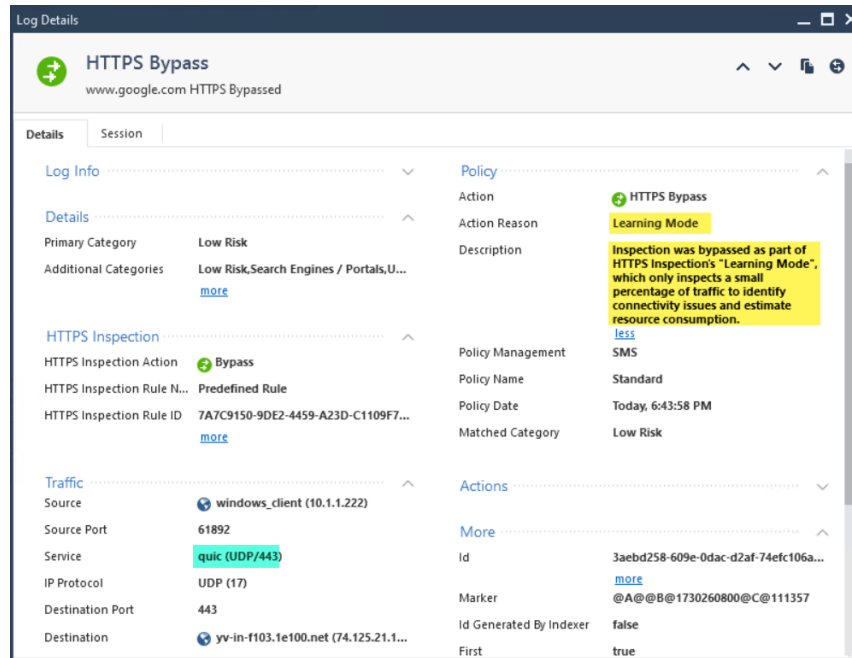 Log Details
HTTPS Bypass
www.google.com HTTPS Bypassed
Details
Session
Log Info
Details
Primary Category Low Risk
Additional Categories Low Risk,Search Engines / Portals,U...
more
HTTPS Inspection
HTTPS Inspection Action Bypass
HTTPS Inspection Rule N... Predefined Rule
HTTPS Inspection Rule ID 7A7C9150-9DE2-4459-A23D-C1109F7...
more
Traffic
Source windows_client (10.1.1.222)
Source Port 61892
Service quic (UDP/443)
IP Protocol UDP (17)
Destination Port 443
Destination yv-in-f103.1e100.net (74.125.21.1...
Policy
Action HTTPS Bypass
Action Reason Learning Mode
Description Inspection was bypassed as part of
HTTPS Inspection's "Learning Mode",
which only inspects a small
percentage of traffic to identify
connectivity issues and estimate
resource consumption.
less
Policy Management SMS
Policy Name Standard
Policy Date Today, 6:43:58 PM
Matched Category Low Risk
Actions
More
Id 3aebd258-609e-0dac-d2af-74efc106a...
more
Marker @A@@B@1730260800@C@111357
Id Generated By Indexer false
First true